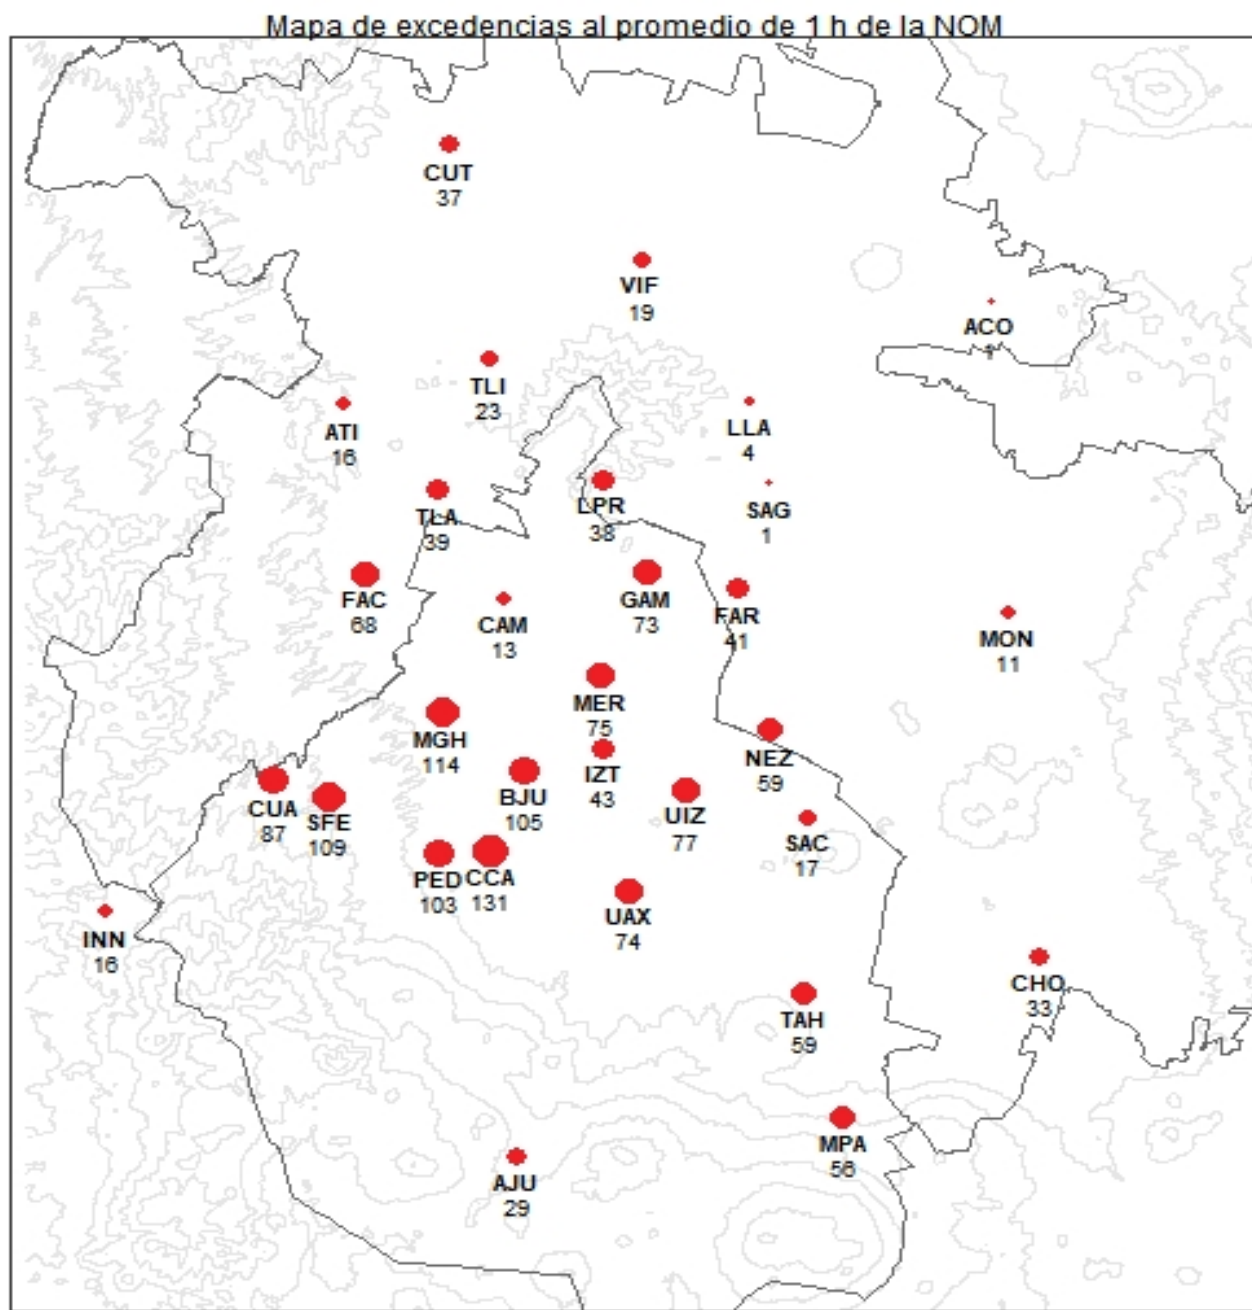 Mapa de excedencias al promedio de 1 h de la NOM
CUT
37
VIF
19
ACO
1
TLI
23
ATI
16
LLA
4
TLA
39
LPR
38
SAG
1
FAC
68
CAM
13
GAM
73
FAR
41
MON
11
MER
75
MGH
114
IZT
43
NEZ
59
BJU
105
CUA
87
SFE
109
UIZ
77
SAC
17
PED
103
CCA
131
UAX
74
INN
16
CHO
33
TAH
59
MPA
56
AJU
29